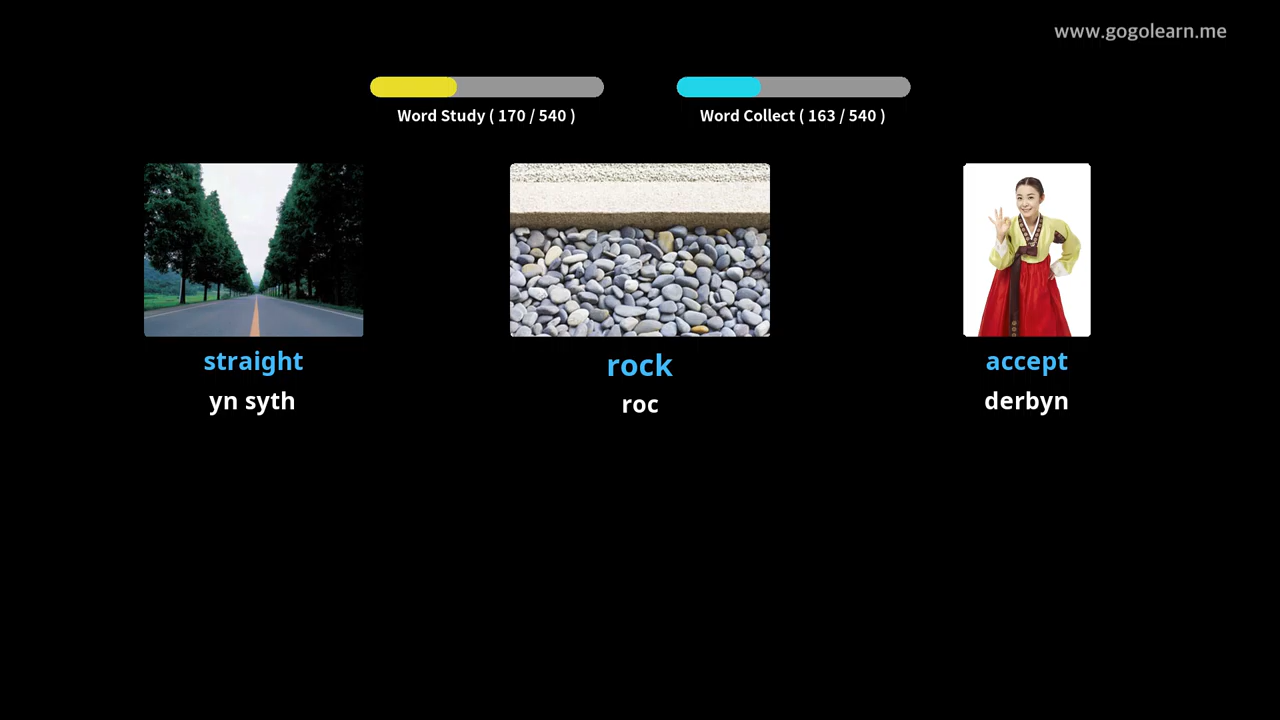 www.gogolearn.me
Word Study ( 170 / 540 )
Word Collect ( 163 / 540 )
straight
yn syth
rock
roc
accept
derbyn